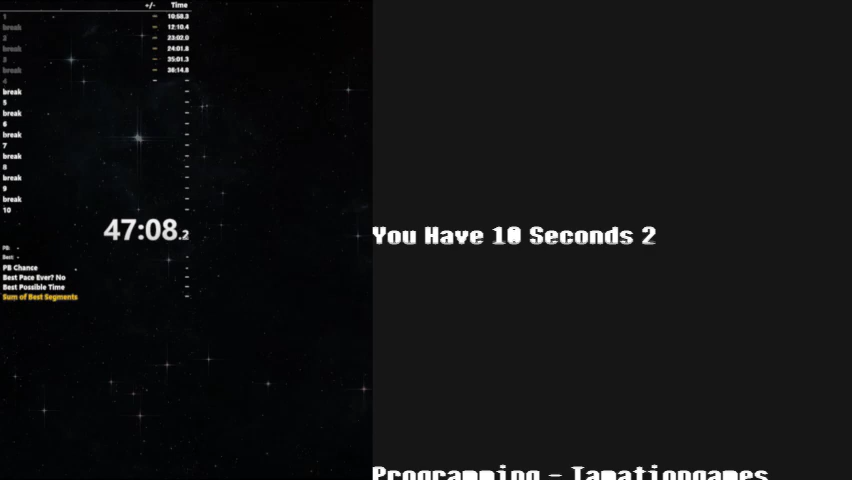 +/- Time
1 – 10:58.3
break – 12:10.4
2 – 23:02.0
break – 24:01.8
3 – 35:01.3
break – 36:14.8
4 – –
break –
5 –
break –
6 –
break –
7 –
break –
8 –
break –
9 –
break –
10 –
47:08.2
PB: -
Best: - –
PB Chance –
Best Pace Ever? No –
Best Possible Time –
Sum of Best Segments –
You Have 10 Seconds 2
Programming - Tamationgames